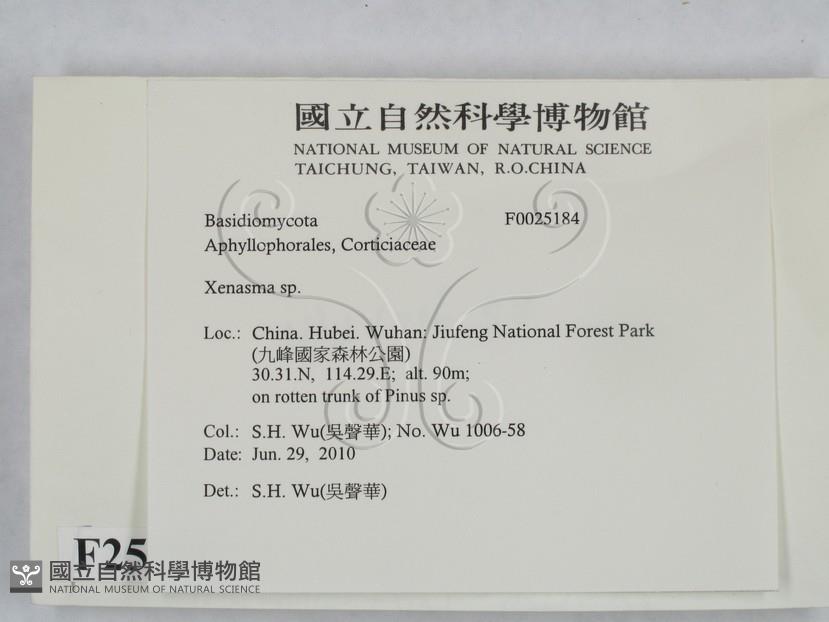 國立自然科學博物館
NATIONAL MUSEUM OF NATURAL SCIENCE
TAICHUNG, TAIWAN, R.O.CHINA
Basidiomycota F0025184
Aphyllophorales, Corticiaceae
Xenasma sp.
Loc.: China. Hubei. Wuhan: Jiufeng National Forest Park
(九峰國家森林公園)
30.31.N, 114.29.E; alt. 90m;
on rotten trunk of Pinus sp.
Col.: S.H. Wu(吳聲華); No. Wu 1006-58
Date: Jun. 29, 2010
Det.: S.H. Wu(吳聲華)
F25
國立自然科學博物館
NATIONAL MUSEUM OF NATURAL SCIENCE